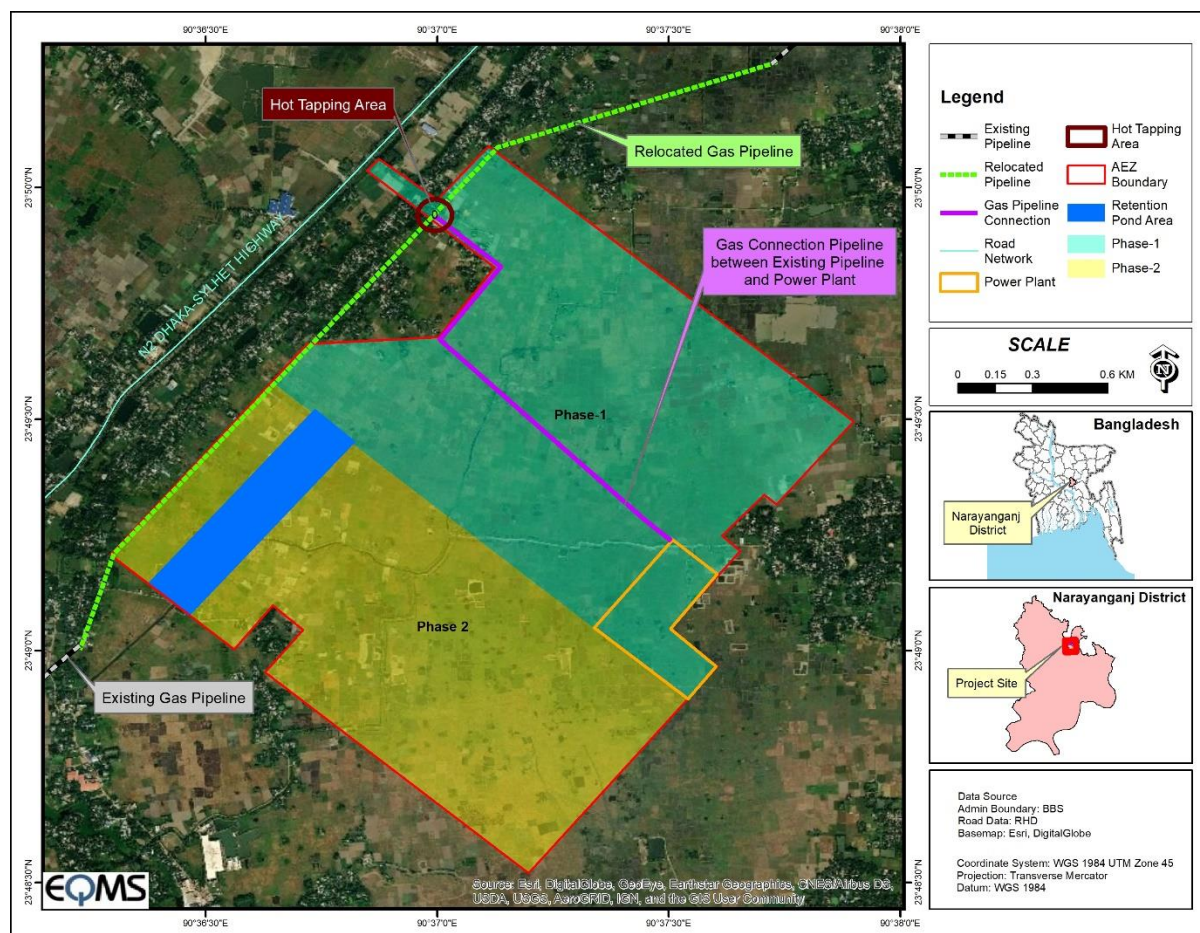 90°36'30"E
90°37'0"E
90°37'30"E
90°38'0"E
23°50'0"N
23°49'30"N
23°49'0"N
23°48'30"N
Hot Tapping Area
Relocated Gas Pipeline
Gas Connection Pipeline
between Existing Pipeline
and Power Plant
N2 DHAKA-SYLHET HIGHWAY
Phase-1
Phase 2
Existing Gas Pipeline
EQMS
Source: Esri, DigitalGlobe, GeoEye, Earthstar Geographics, CNES/Airbus DS,
USDA, USGS, AeroGRID, IGN, and the GIS User Community
90°36'30"E
90°37'0"E
90°37'30"E
90°38'0"E
23°50'0"N
23°49'30"N
23°49'0"N
23°48'30"N
Legend
Existing
Pipeline
Relocated
Pipeline
Gas Pipeline
Connection
Road
Network
Power Plant
Hot Tapping
Area
AEZ
Boundary
Retention
Pond Area
Phase-1
Phase-2
SCALE
0 0.15 0.3 0.6 KM
N
Bangladesh
Narayanganj
District
Narayanganj District
Project Site
Data Source
Admin Boundary: BBS
Road Data: RHD
Basemap: Esri, DigitalGlobe
Coordinate System: WGS 1984 UTM Zone 45
Projection: Transverse Mercator
Datum: WGS 1984